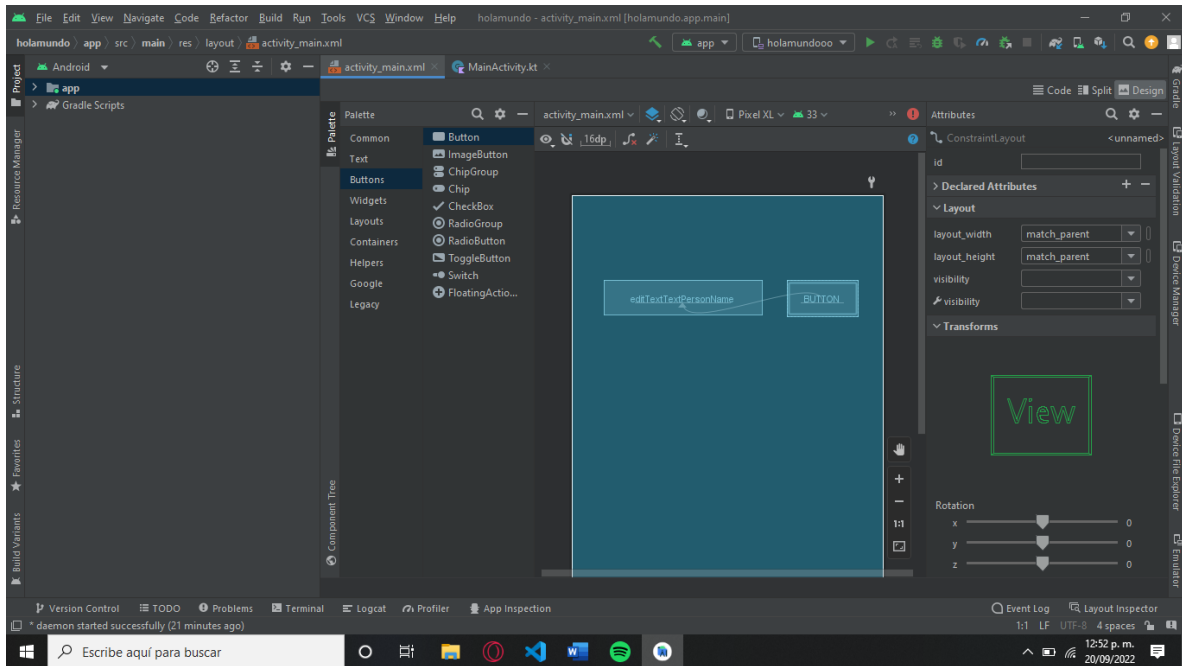 File Edit View Navigate Code Refactor Build Run Tools VCS Window Help holamundo - activity_main.xml [holamundo.app.main]
holamundo app src main res layout activity_main.xml app holamundooo
Android activity_main.xml MainActivity.kt
Code Split Design
app
Gradle Scripts
Project
Resource Manager
Structure
Favorites
Build Variants
Palette
Component Tree
Palette
Common
Text
Buttons
Widgets
Layouts
Containers
Helpers
Google
Legacy
Button
ImageButton
ChipGroup
Chip
CheckBox
RadioGroup
RadioButton
ToggleButton
Switch
FloatingActio...
activity_main.xml Pixel XL 33 »
16dp
editTextTextPersonName BUTTON
1:1
Attributes
ConstraintLayout <unnamed>
id
Declared Attributes
Layout
layout_width match_parent
layout_height match_parent
visibility
visibility
Transforms
View
Rotation
x 0
y 0
z 0
Gradle
Layout Validation
Device Manager
Device File Explorer
Emulator
Version Control TODO Problems Terminal Logcat Profiler App Inspection Event Log Layout Inspector
* daemon started successfully (21 minutes ago) 1:1 LF UTF-8 4 spaces
Escribe aquí para buscar
12:52 p. m.
20/09/2022